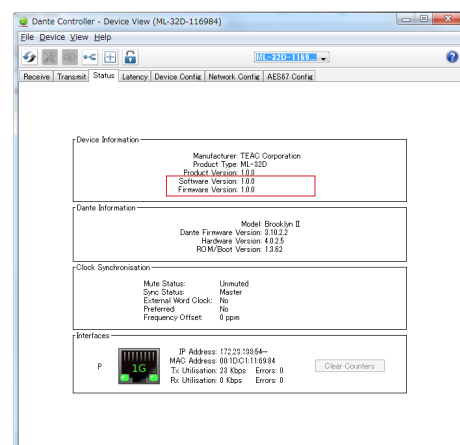 Dante Controller - Device View (ML-32D-116984)
File Device View Help
ML-32D-1169...
Receive Transmit Status Latency Device Config Network Config AES67 Config
Device Information
Manufacturer: TEAC Corporation
Product Type: ML-32D
Product Version: 1.0.0
Software Version: 1.0.0
Firmware Version: 1.0.0
Dante Information
Model: Brooklyn II
Dante Firmware Version: 3.10.2.2
Hardware Version: 4.0.2.5
ROM/Boot Version: 1.3.62
Clock Synchronisation
Mute Status: Unmuted
Sync Status: Master
External Word Clock: No
Preferred: No
Frequency Offset: 0 ppm
Interfaces
P
1G
IP Address:
MAC Address: 00:1D:C1:11:69:84
Tx Utilisation: 23 Kbps Errors: 0
Rx Utilisation: 0 Kbps Errors: 0
Clear Counters